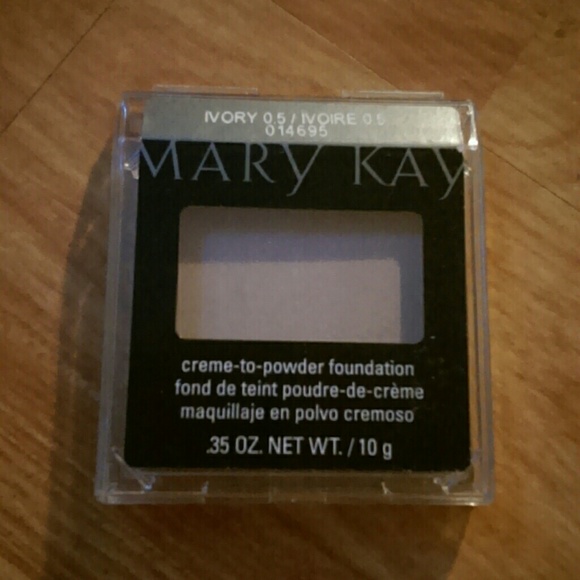 IVORY 0.5 / IVOIRE 0.5
014695
MARY KAY
creme-to-powder foundation
fond de teint poudre-de-crème
maquillaje en polvo cremoso
.35 OZ. NET WT. / 10 g